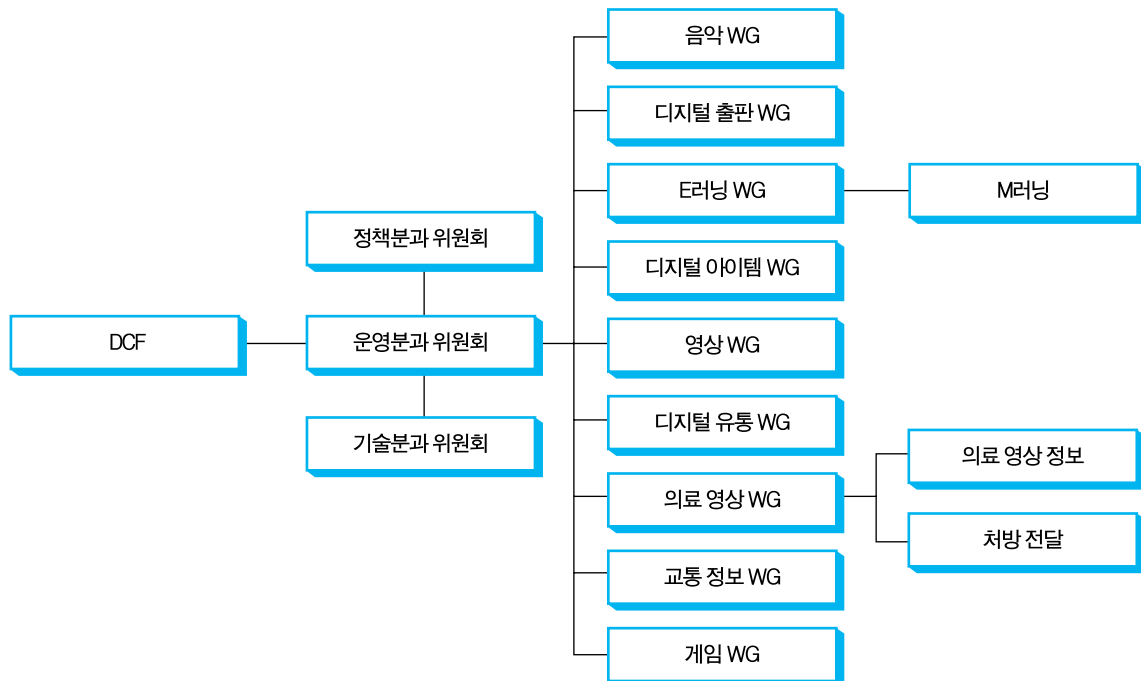 DCF
정책분과 위원회
운영분과 위원회
기술분과 위원회
음악 WG
디지털 출판 WG
E러닝 WG
M러닝
디지털 아이템 WG
영상 WG
디지털 유통 WG
의료 영상 WG
의료 영상 정보
처방 전달
교통 정보 WG
게임 WG